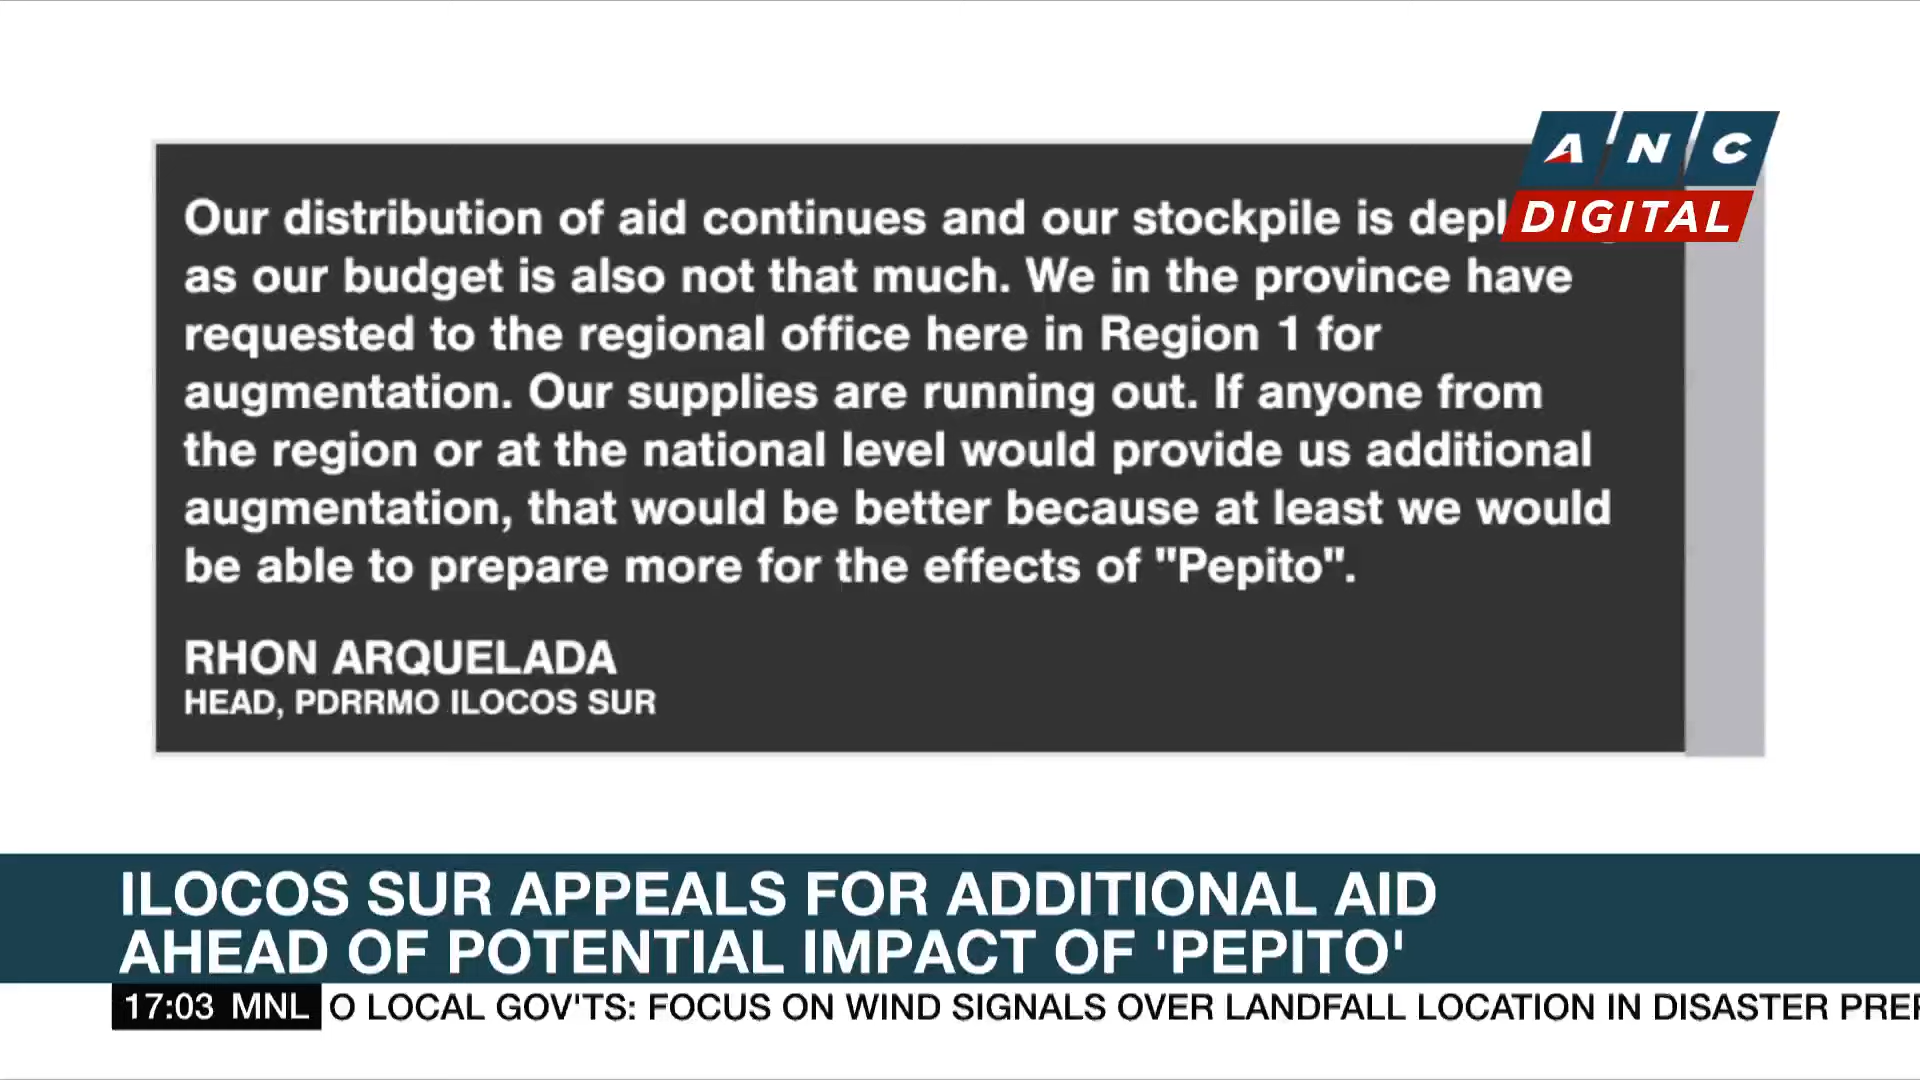 ANC
DIGITAL
Our distribution of aid continues and our stockpile is
as our budget is also not that much. We in the province have
requested to the regional office here in Region 1 for
augmentation. Our supplies are running out. If anyone from
the region or at the national level would provide us additional
augmentation, that would be better because at least we would
be able to prepare more for the effects of "Pepito".
RHON ARQUELADA
HEAD, PDRRMO ILOCOS SUR
ILOCOS SUR APPEALS FOR ADDITIONAL AID
AHEAD OF POTENTIAL IMPACT OF 'PEPITO'
17:03 MNL O LOCAL GOV'TS: FOCUS ON WIND SIGNALS OVER LANDFALL LOCATION IN DISASTER